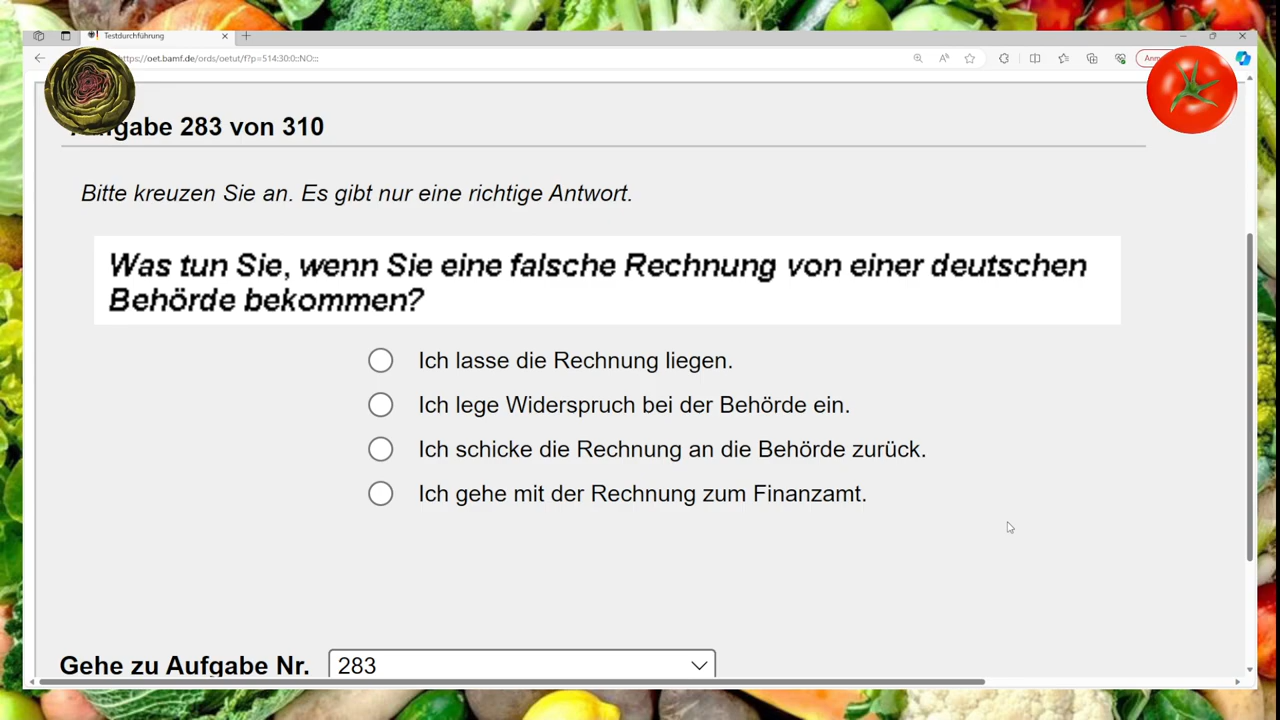 Testdurchführung
https://oet.bamf.de/ords/oetut/f?p=514:30:0::NO:::
Aufgabe 283 von 310
Bitte kreuzen Sie an. Es gibt nur eine richtige Antwort.
Was tun Sie, wenn Sie eine falsche Rechnung von einer deutschen
Behörde bekommen?
Ich lasse die Rechnung liegen.
Ich lege Widerspruch bei der Behörde ein.
Ich schicke die Rechnung an die Behörde zurück.
Ich gehe mit der Rechnung zum Finanzamt.
Gehe zu Aufgabe Nr. 283